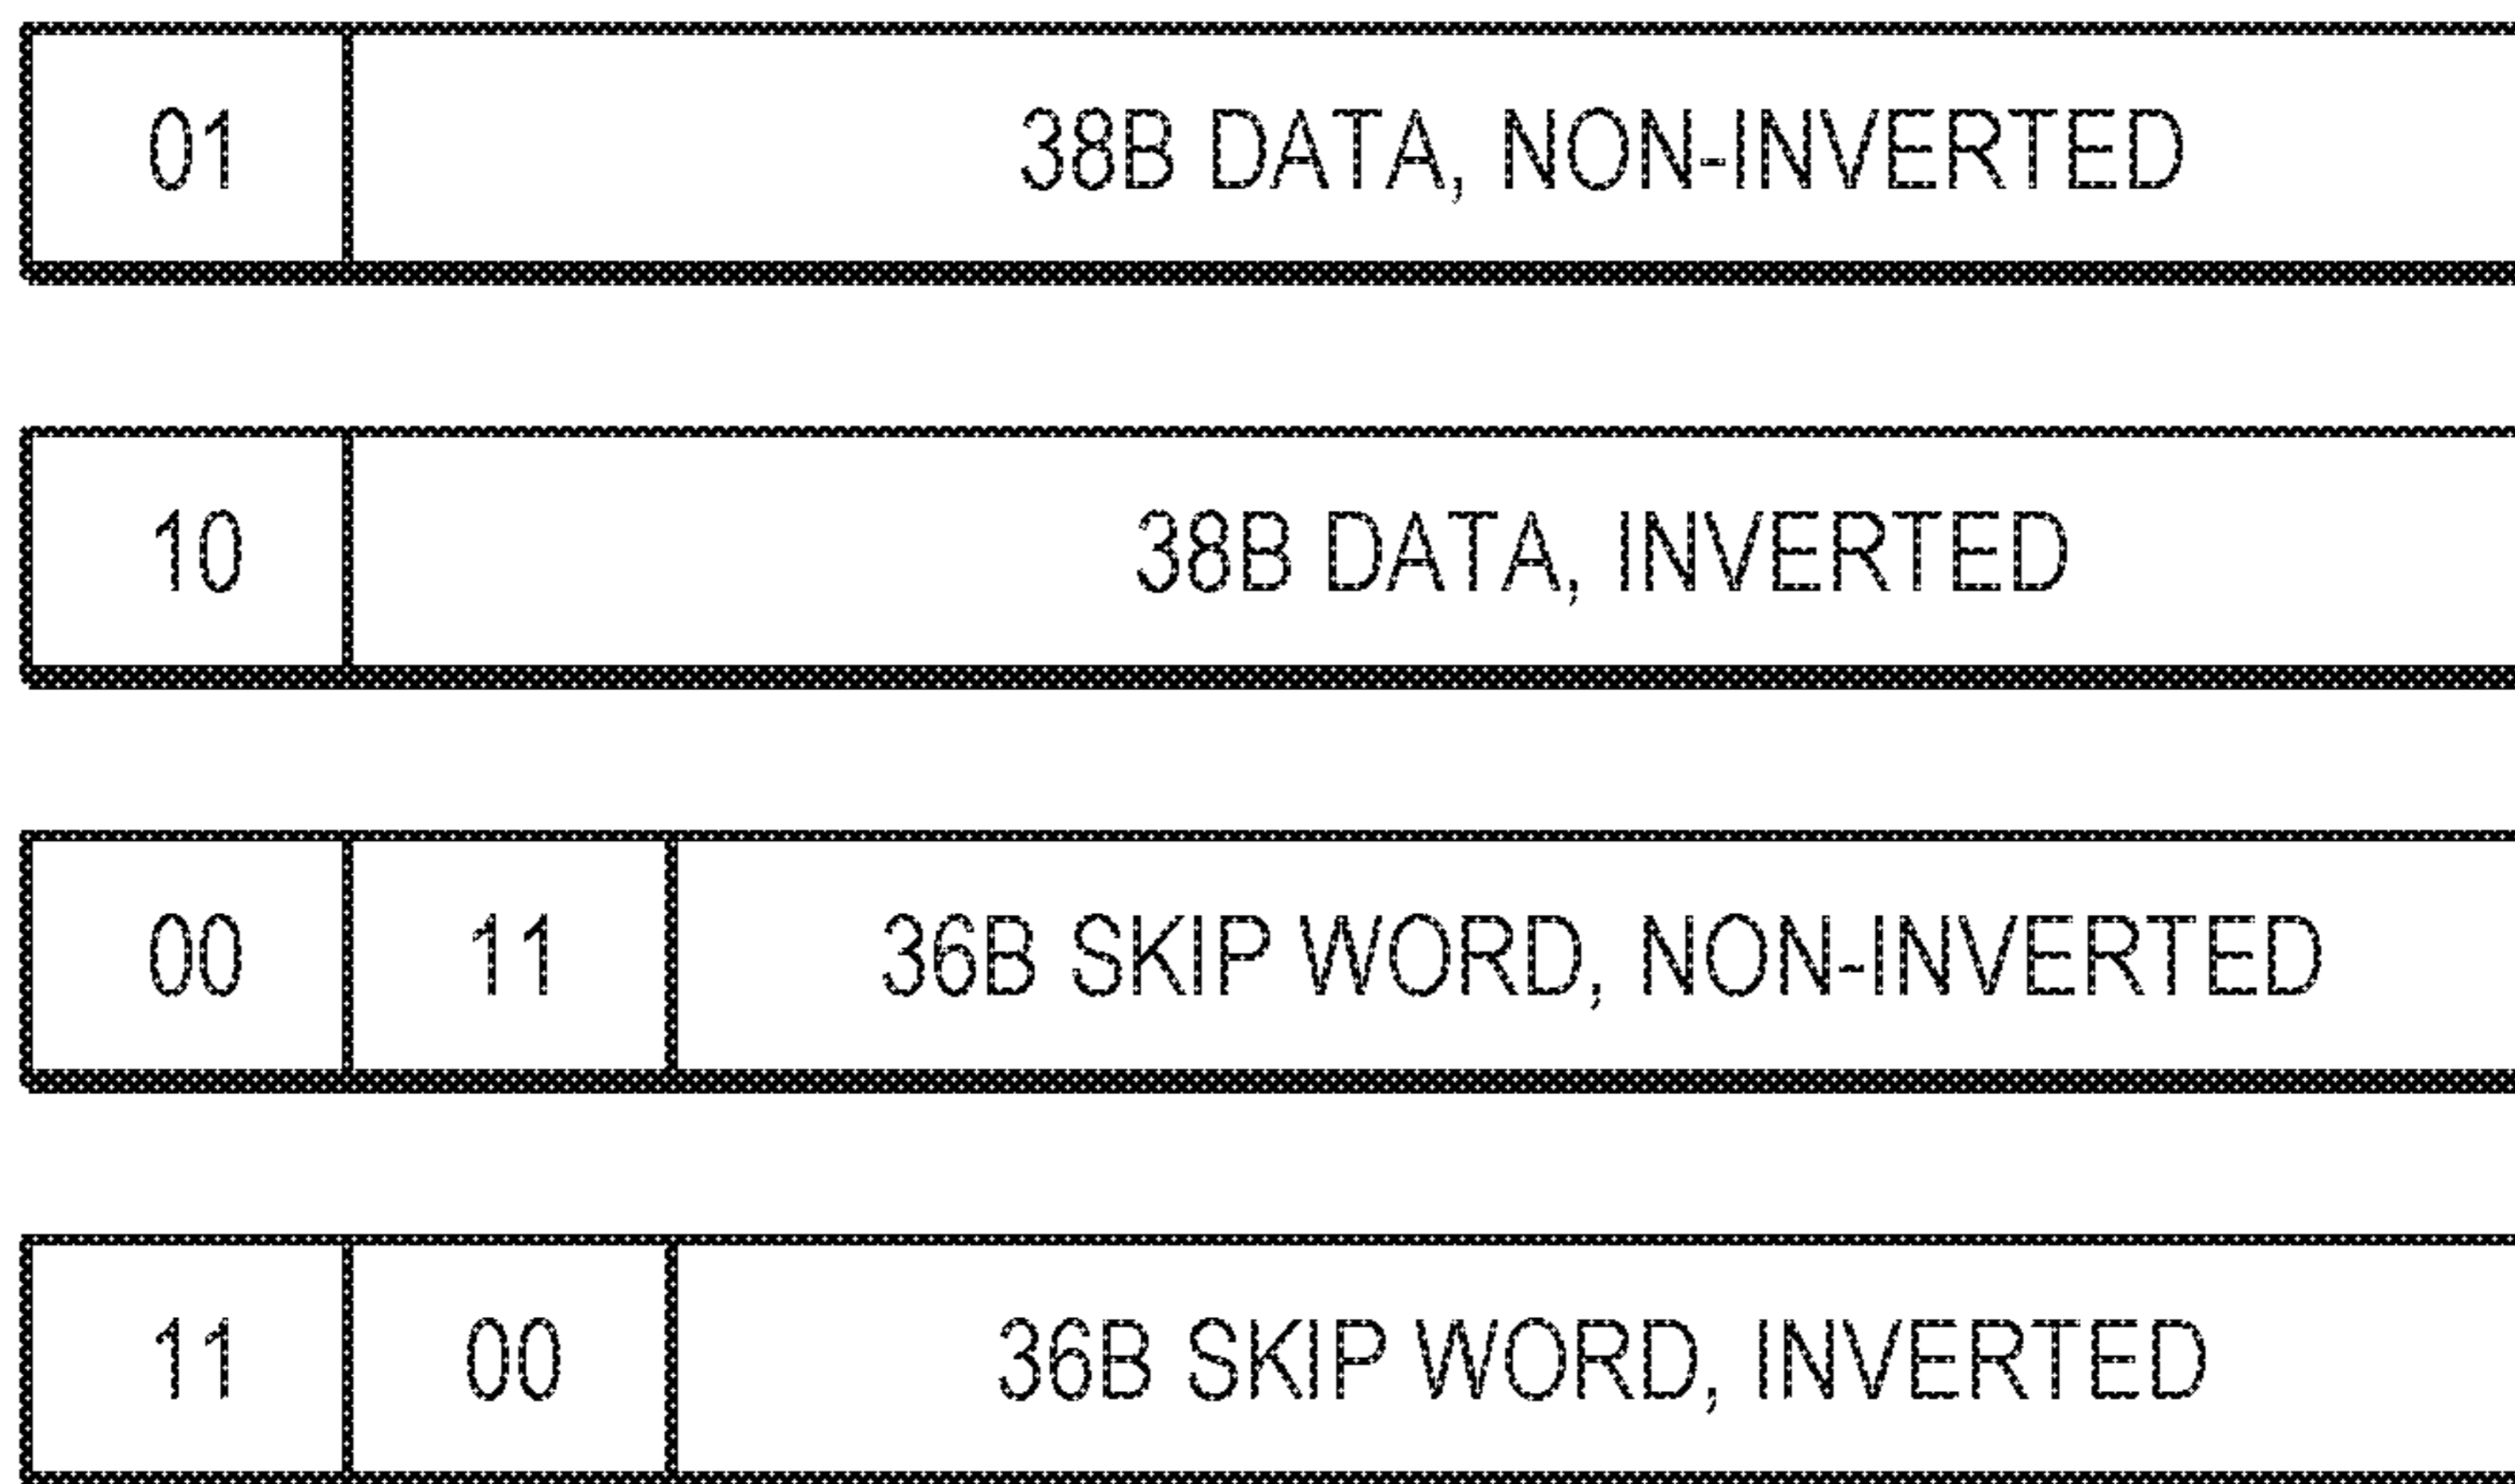 01 38B DATA, NON-INVERTED
10 38B DATA, INVERTED
00 11 36B SKIP WORD, NON-INVERTED
11 00 36B SKIP WORD, INVERTED